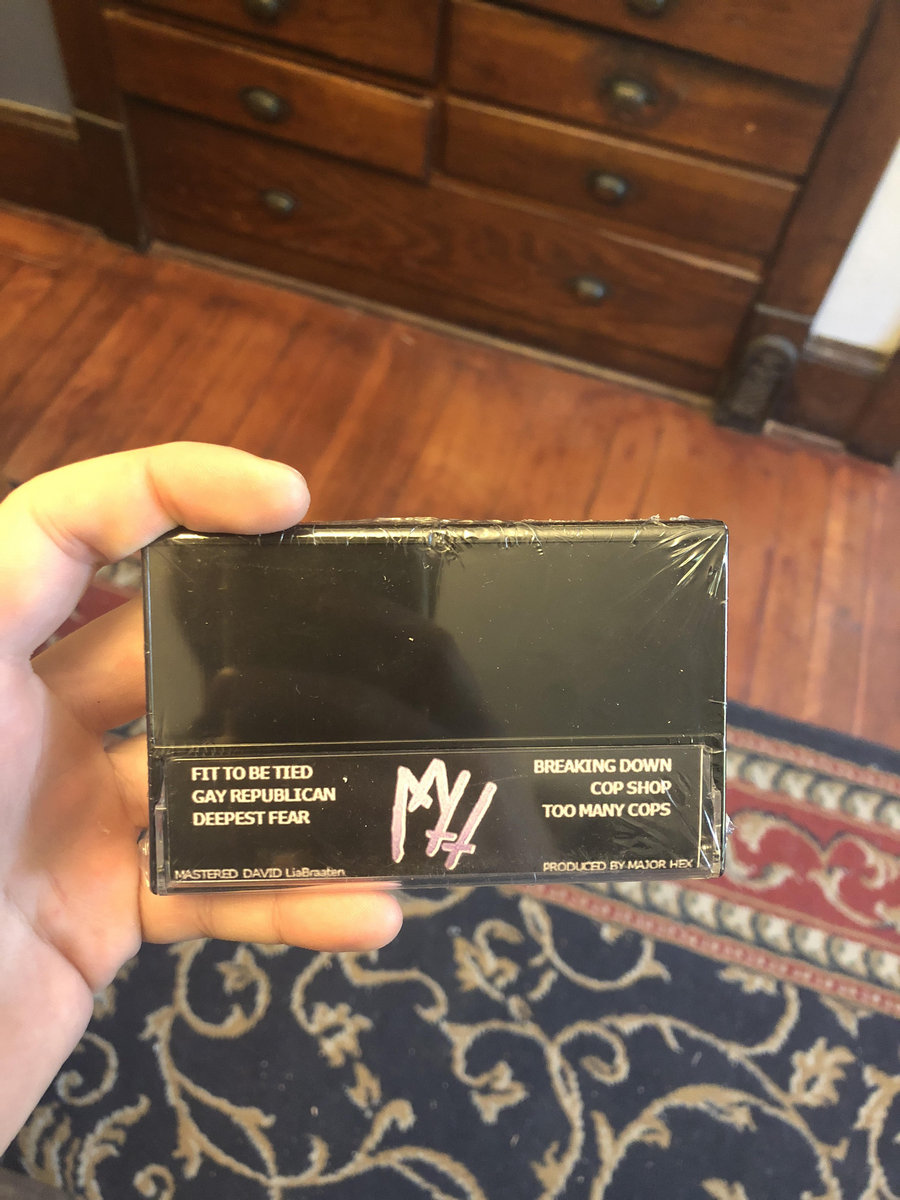 FIT TO BE TIED
GAY REPUBLICAN
DEEPEST FEAR
MASTERED DAVID LiaBraaten
BREAKING DOWN
COP SHOP
TOO MANY COPS
PRODUCED BY MAJOR HEX